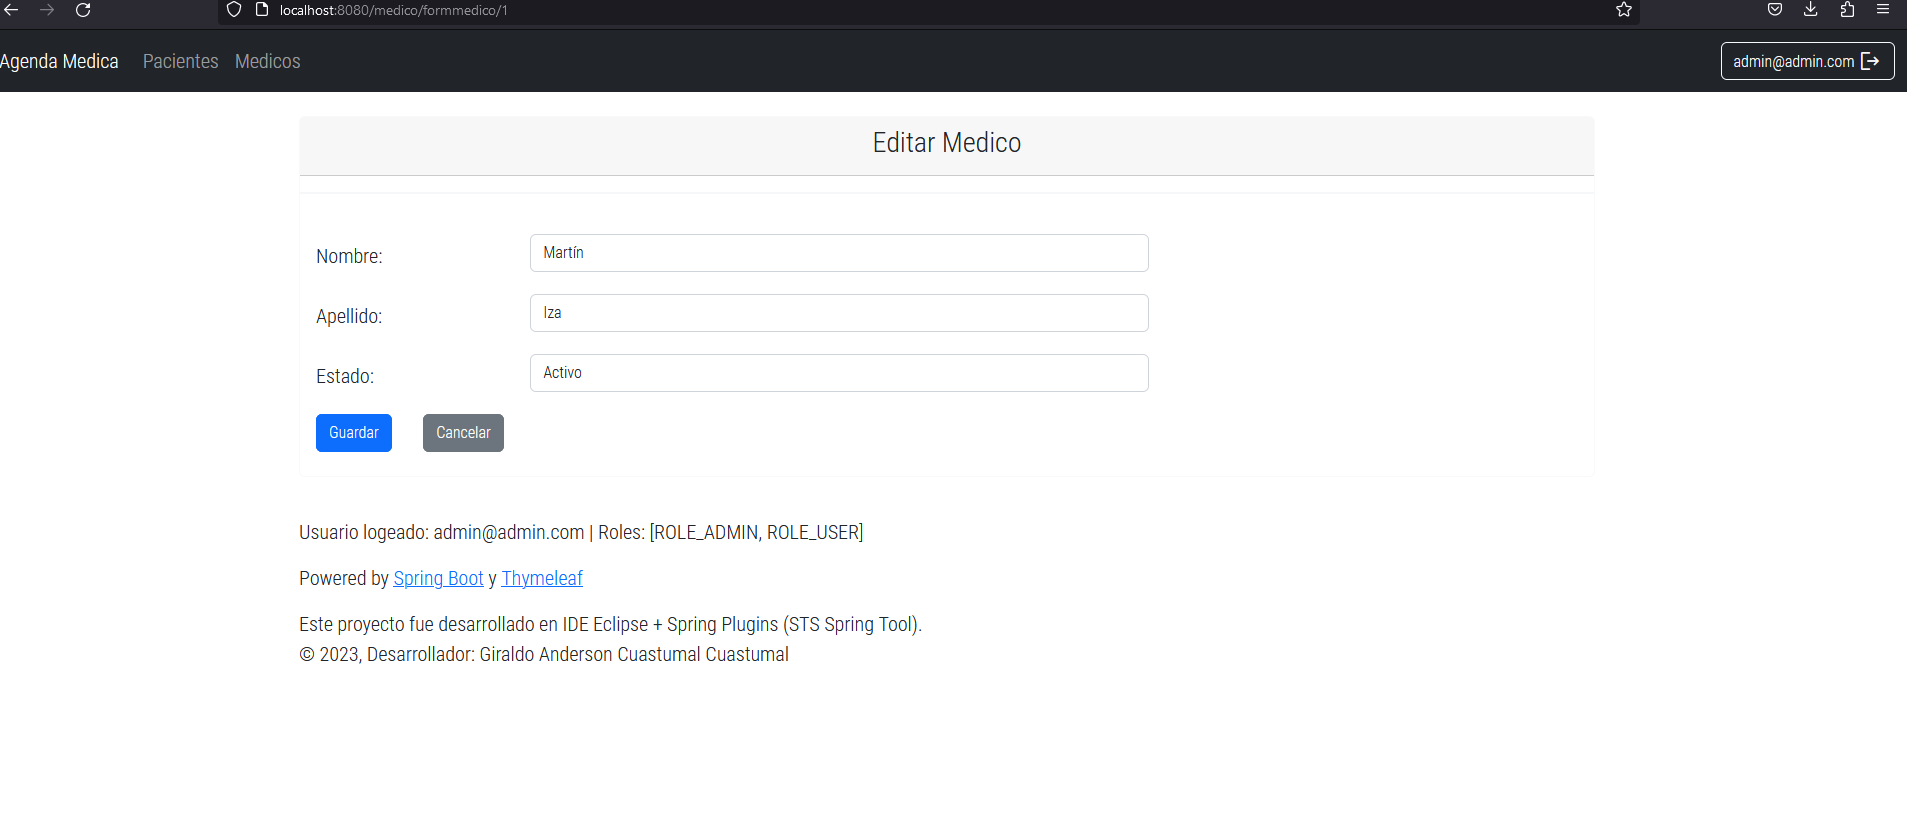 localhost:8080/medico/formmedico/1
Agenda Medica Pacientes Medicos admin@admin.com
Editar Medico
Nombre: Martín
Apellido: Iza
Estado: Activo
Guardar Cancelar
Usuario logeado: admin@admin.com | Roles: [ROLE_ADMIN, ROLE_USER]
Powered by Spring Boot y Thymeleaf
Este proyecto fue desarrollado en IDE Eclipse + Spring Plugins (STS Spring Tool).
© 2023, Desarrollador: Giraldo Anderson Cuastumal Cuastumal